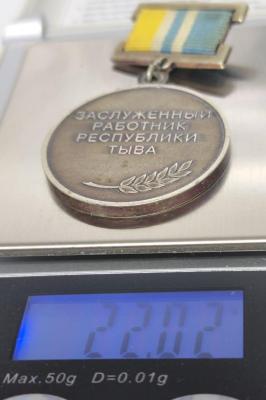 ЗАСЛУЖЕННЫЙ
РАБОТНИК
РЕСПУБЛИКИ
ТЫВА
22.02
Max.50g D=0.01g